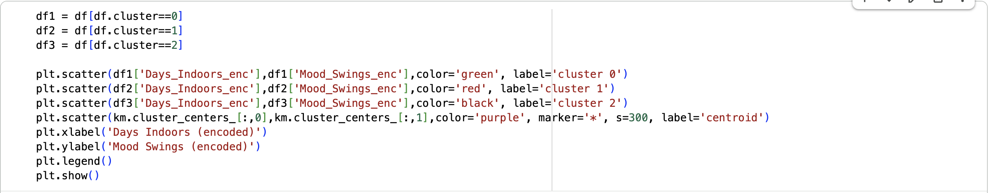 df1 = df[df.cluster==0]
df2 = df[df.cluster==1]
df3 = df[df.cluster==2]
plt.scatter(df1['Days_Indoors_enc'],df1['Mood_Swings_enc'],color='green', label='cluster 0')
plt.scatter(df2['Days_Indoors_enc'],df2['Mood_Swings_enc'],color='red', label='cluster 1')
plt.scatter(df3['Days_Indoors_enc'],df3['Mood_Swings_enc'],color='black', label='cluster 2')
plt.scatter(km.cluster_centers_[:,0],km.cluster_centers_[:,1],color='purple', marker='*', s=300, label='centroid')
plt.xlabel('Days Indoors (encoded)')
plt.ylabel('Mood Swings (encoded)')
plt.legend()
plt.show()